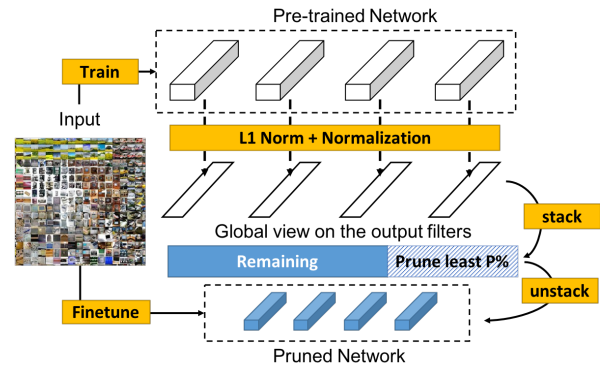 Pre-trained Network
Train
Input
L1 Norm + Normalization
Global view on the output filters
stack
Remaining
Prune least P%
unstack
Finetune
Pruned Network